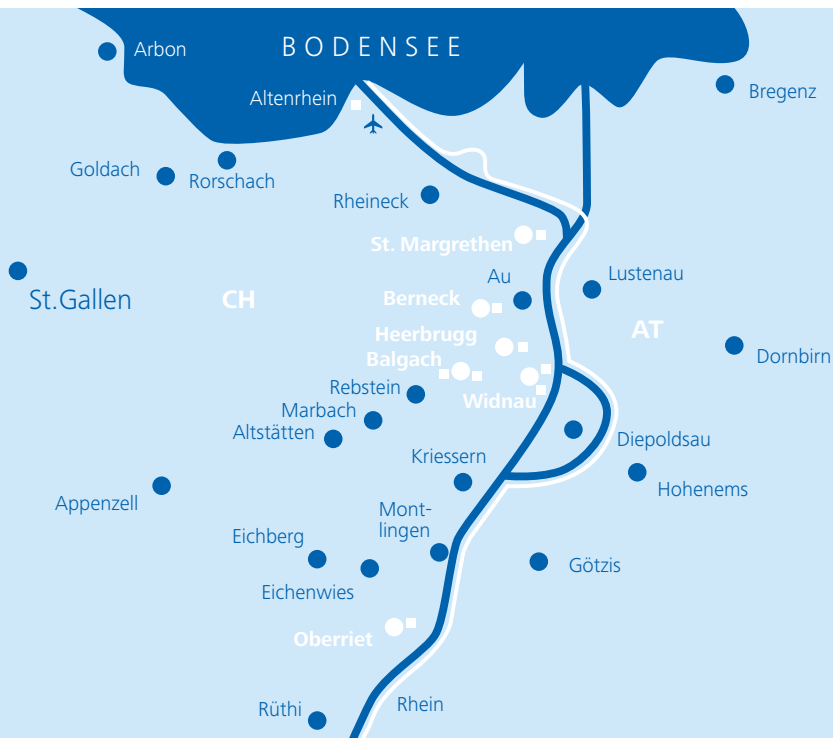 BODENSEE
Arbon
Bregenz
Altenrhein
Goldach
Rorschach
Rheineck
St. Margrethen
St.Gallen
CH
Au
Lustenau
Berneck
AT
Heerbrugg
Dornbirn
Balgach
Rebstein
Widnau
Marbach
Altstätten
Diepoldsau
Kriessern
Hohenems
Appenzell
Mont-
lingen
Eichberg
Götzis
Eichenwies
Oberriet
Rhein
Rüthi